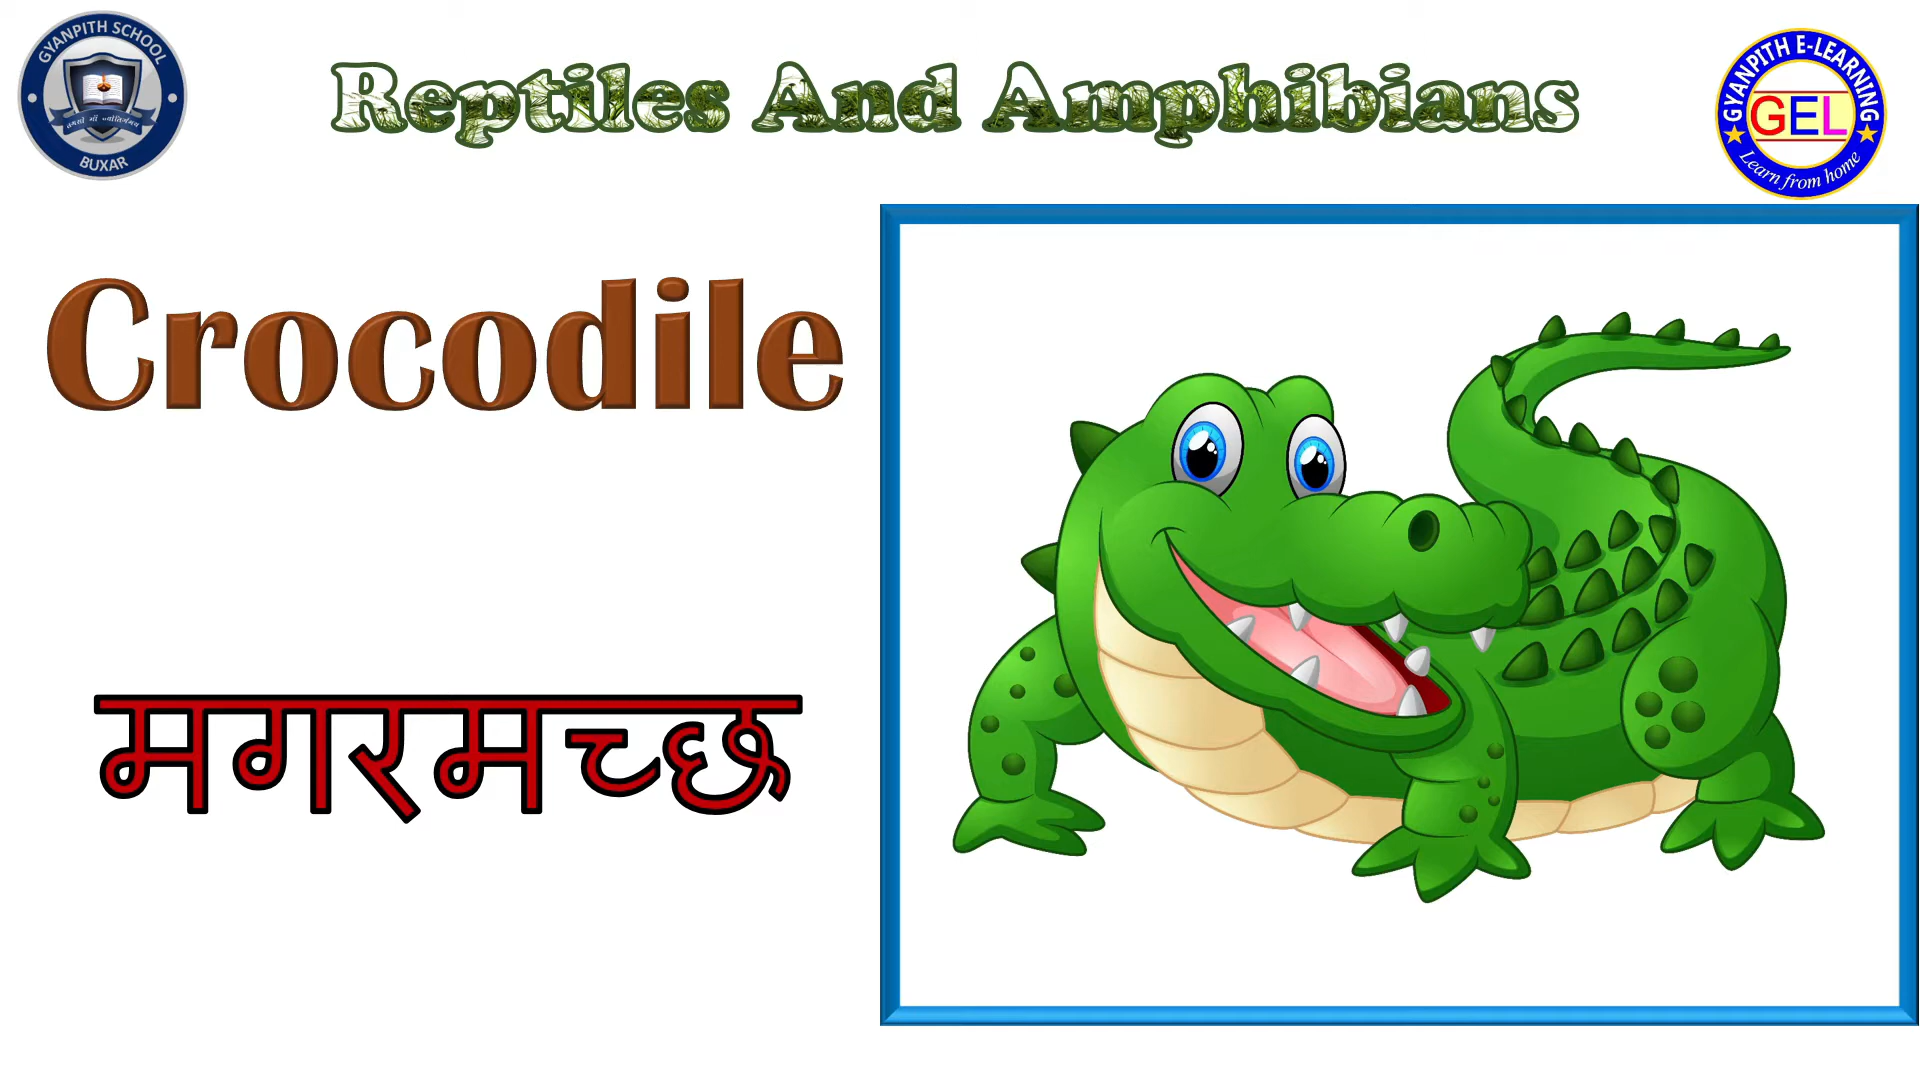 GYANPITH SCHOOL
BUXAR
Reptiles And Amphibians
GYANPITH E-LEARNING
GEL
Learn from home
Crocodile
मगरमच्छ